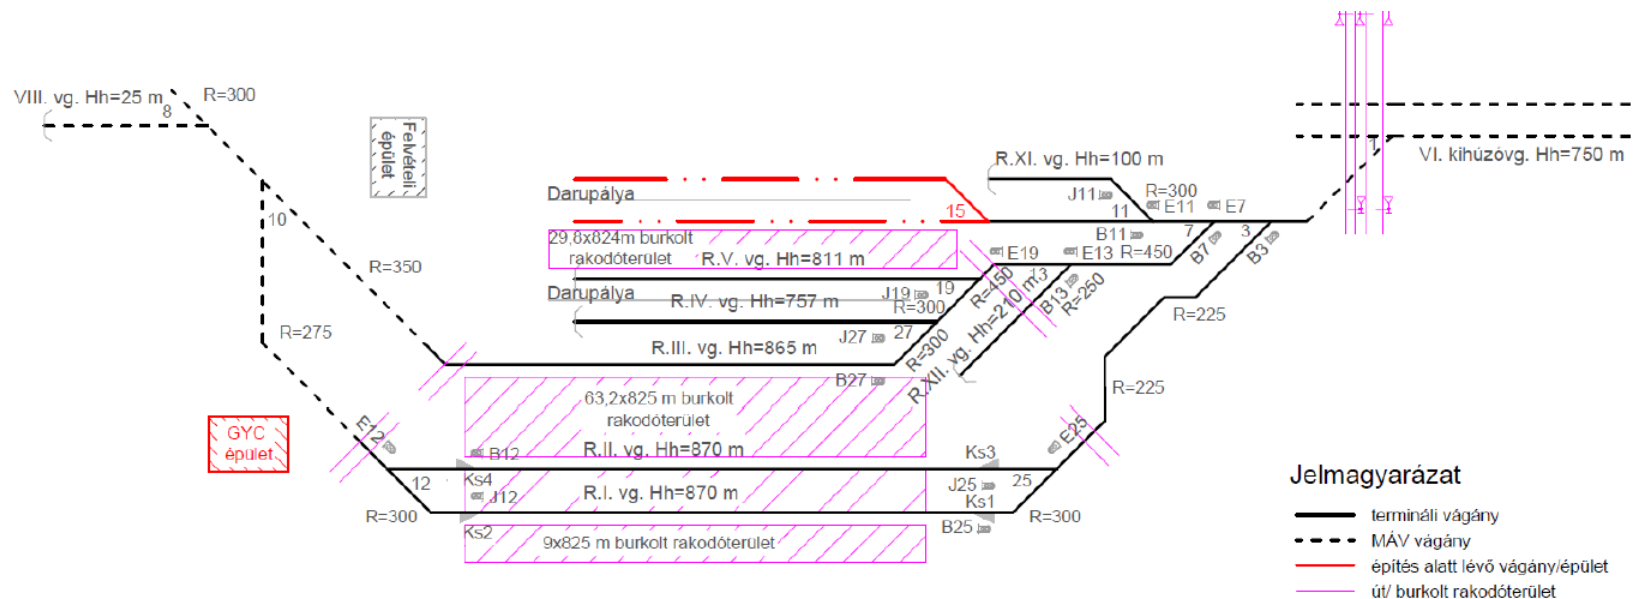 VIII. vg. Hh=25 m
8
R=300
Felvételi
épület
10
R=350
R=275
GYC
épület
E12
12
R=300
Darupálya
15
29,8x824m burkolt
rakodóterület
R.V. vg. Hh=811 m
Darupálya
R.IV. vg. Hh=757 m
J19
19
R=300
R.III. vg. Hh=865 m
J27
27
R=300
B27
63,2x825 m burkolt
rakodóterület
R.II. vg. Hh=870 m
B12
Ks4
J12
R.I. vg. Hh=870 m
Ks2
9x825 m burkolt rakodóterület
Ks3
J25
25
Ks1
B25
R=300
E25
R.XI. vg. Hh=100 m
J11
11
R=300
E11
E7
B11
7
3
B7
B3
E19
E13
R=450
R=450
13
B13
R=250
R.XII. vg. Hh=210 m
R=225
R=225
1
VI. kihúzóvg. Hh=750 m
Jelmagyarázat
termináli vágány
MÁV vágány
építés alatt lévő vágány/épület
út/ burkolt rakodóterület